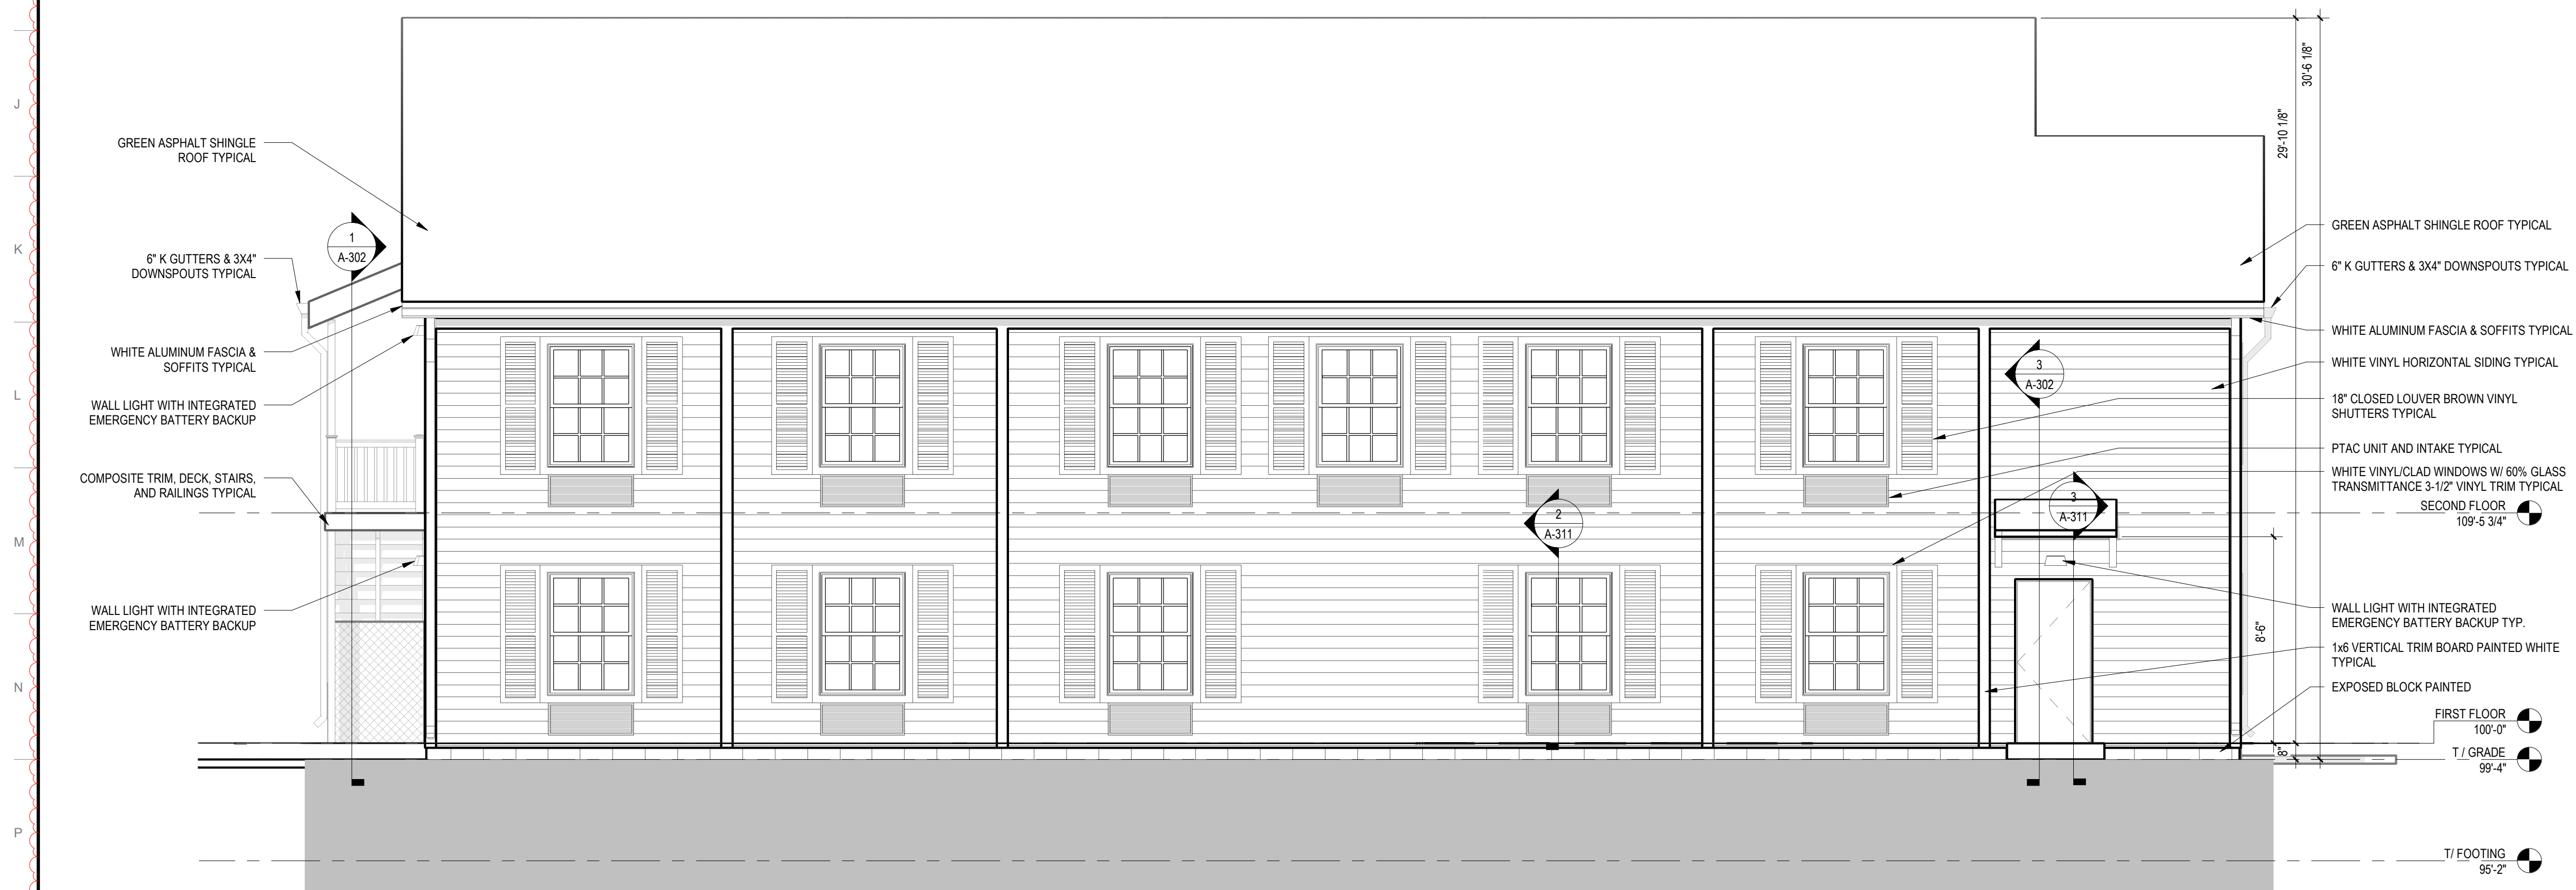 J
K
L
M
N
P
GREEN ASPHALT SHINGLE
ROOF TYPICAL
1
A-302
6" K GUTTERS & 3X4"
DOWNSPOUTS TYPICAL
WHITE ALUMINUM FASCIA &
SOFFITS TYPICAL
WALL LIGHT WITH INTEGRATED
EMERGENCY BATTERY BACKUP
COMPOSITE TRIM, DECK, STAIRS,
AND RAILINGS TYPICAL
WALL LIGHT WITH INTEGRATED
EMERGENCY BATTERY BACKUP
2
A-311
3
A-302
3
A-311
29'-10 1/8"
30'-6 1/8"
8'-6"
8"
GREEN ASPHALT SHINGLE ROOF TYPICAL
6" K GUTTERS & 3X4" DOWNSPOUTS TYPICAL
WHITE ALUMINUM FASCIA & SOFFITS TYPICAL
WHITE VINYL HORIZONTAL SIDING TYPICAL
18" CLOSED LOUVER BROWN VINYL
SHUTTERS TYPICAL
PTAC UNIT AND INTAKE TYPICAL
WHITE VINYL/CLAD WINDOWS W/ 60% GLASS
TRANSMITTANCE 3-1/2" VINYL TRIM TYPICAL
SECOND FLOOR
109'-5 3/4"
WALL LIGHT WITH INTEGRATED
EMERGENCY BATTERY BACKUP TYP.
1x6 VERTICAL TRIM BOARD PAINTED WHITE
TYPICAL
EXPOSED BLOCK PAINTED
FIRST FLOOR
100'-0"
T / GRADE
99'-4"
T/ FOOTING
95'-2"